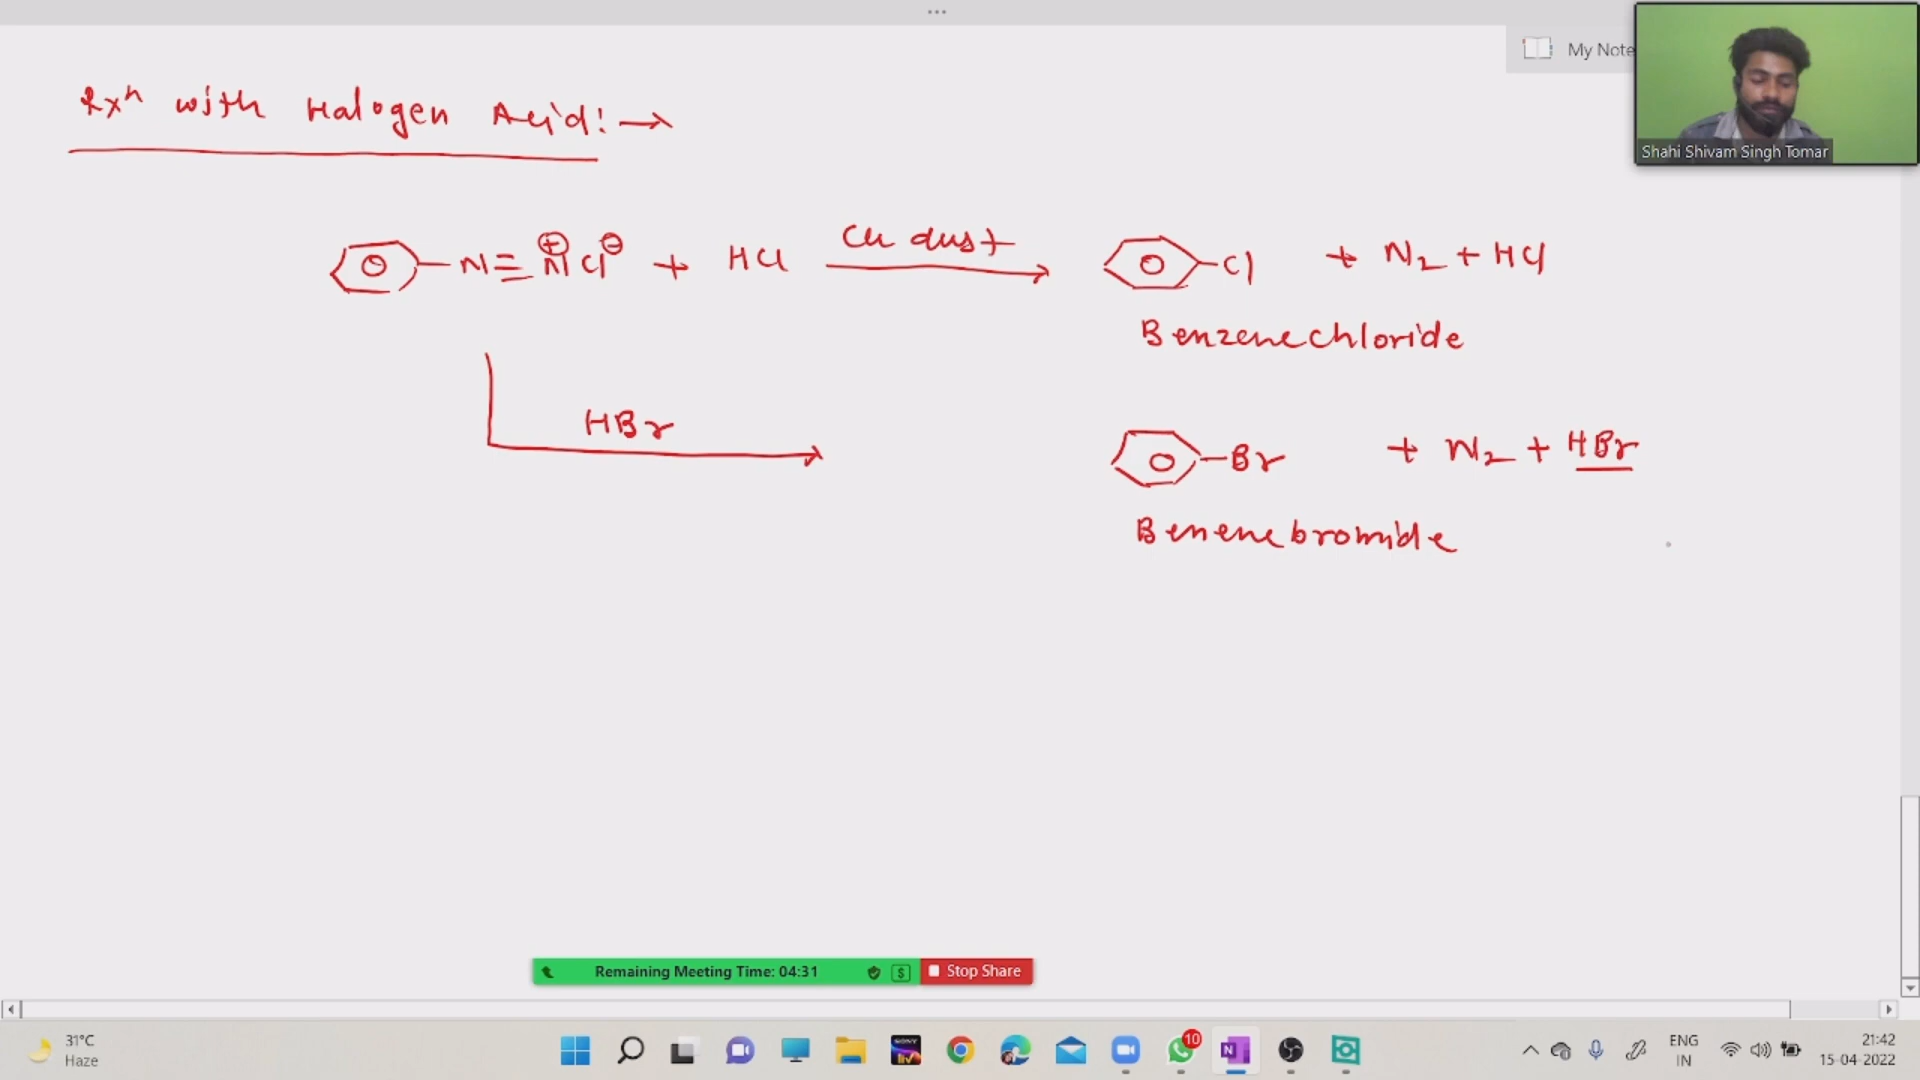 ...
My Note
Shahi Shivam Singh Tomar
Rxn with Halogen Acid:→
N≡N⊕Cl⊖ + HCl Cu dust Cl + N2 + HCl
Benzenechloride
HBr
Br + N2 + HBr
Benenebromide
Remaining Meeting Time: 04:31 $ Stop Share
31°C
Haze
SONY
liv
10
N
ENG
IN
21:42
15-04-2022